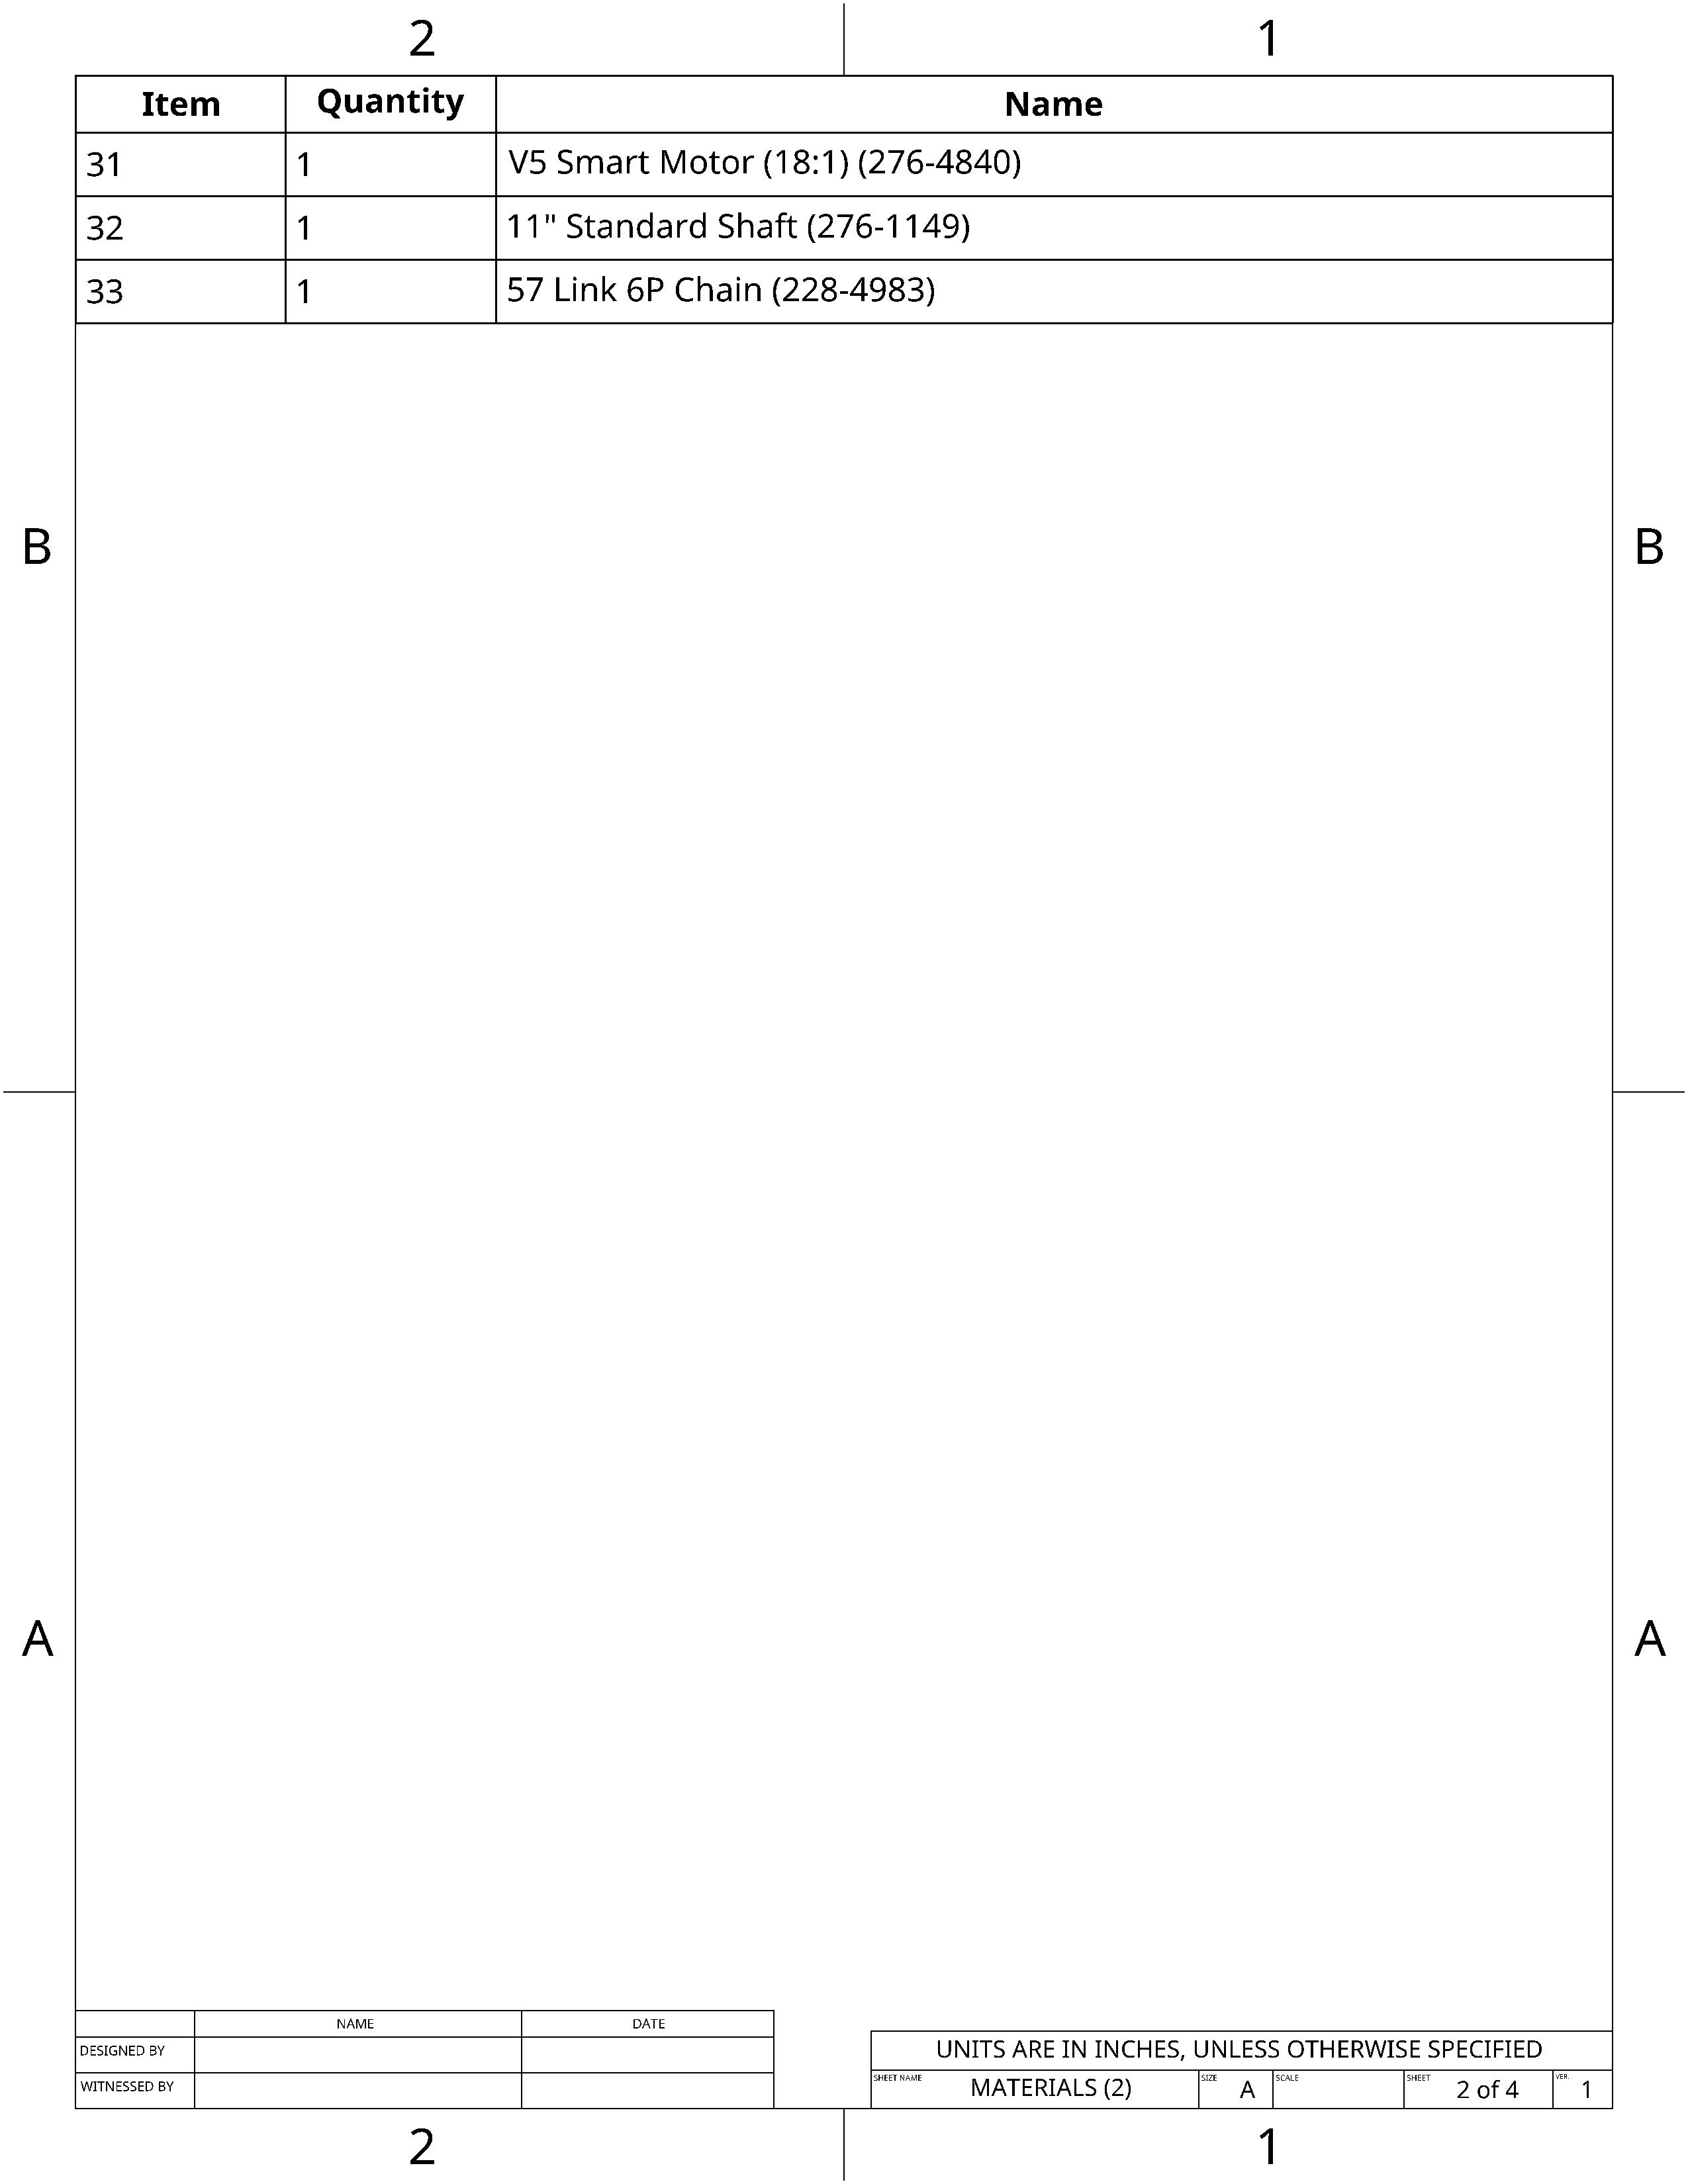 2 1
Item Quantity Name
31 1 V5 Smart Motor (18:1) (276-4840)
32 1 11" Standard Shaft (276-1149)
33 1 57 Link 6P Chain (228-4983)
B B
A A
NAME DATE
DESIGNED BY
WITNESSED BY
UNITS ARE IN INCHES, UNLESS OTHERWISE SPECIFIED
SHEET NAME MATERIALS (2) SIZE A SCALE SHEET 2 of 4 VER. 1
2 1